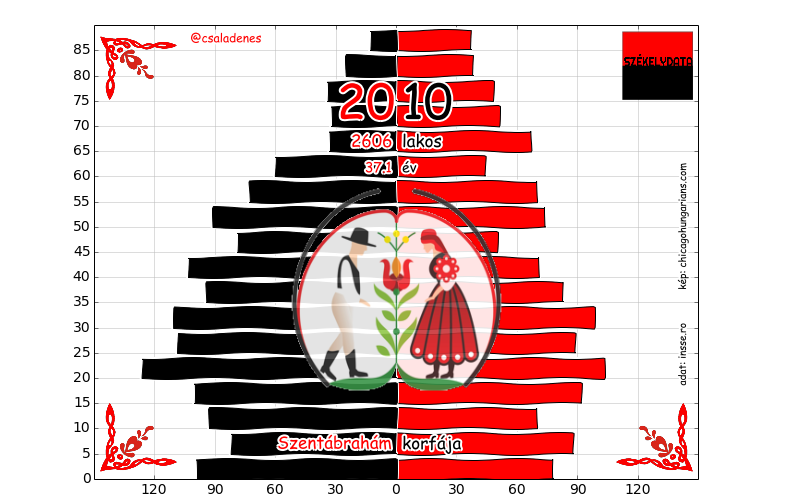 @csaladenes
SZÉKELYDATA
2010
2606 lakos
37.1 év
kép: chicagohungarians.com
adat: insse.ro
Szentábrahám korfája
85
80
75
70
65
60
55
50
45
40
35
30
25
20
15
10
5
0
120 90 60 30 0 30 60 90 120